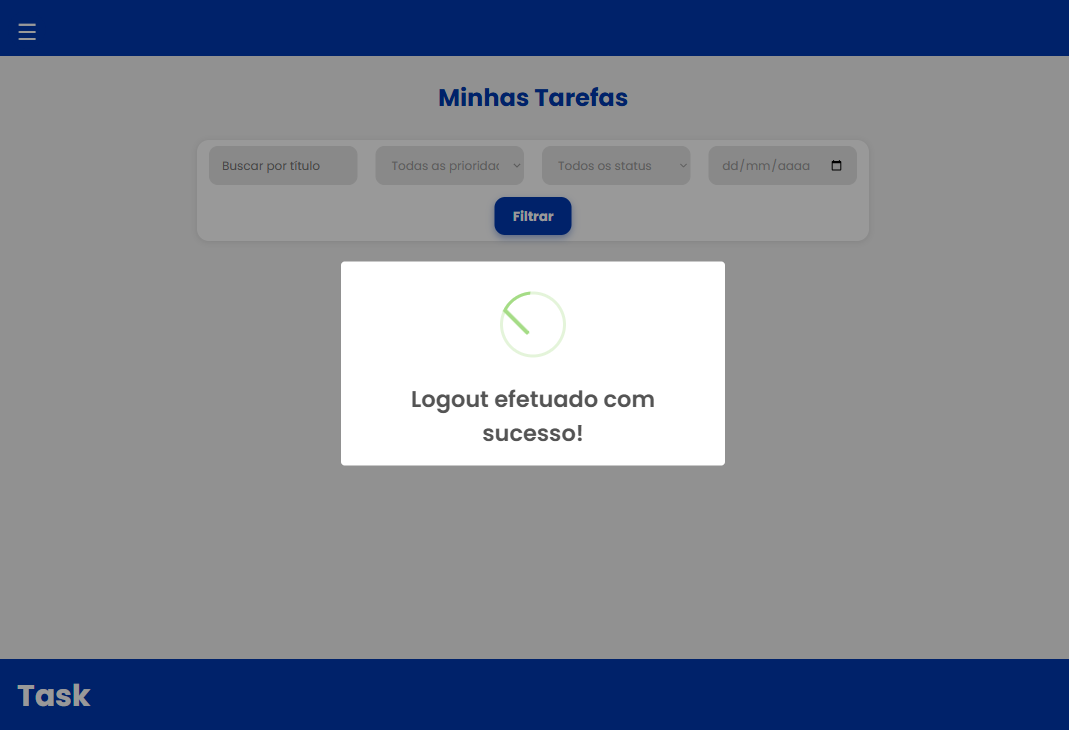 ☰
Minhas Tarefas
Buscar por título
Todas as prioridac
Todos os status
dd/mm/aaaa
Filtrar
Logout efetuado com
sucesso!
Task